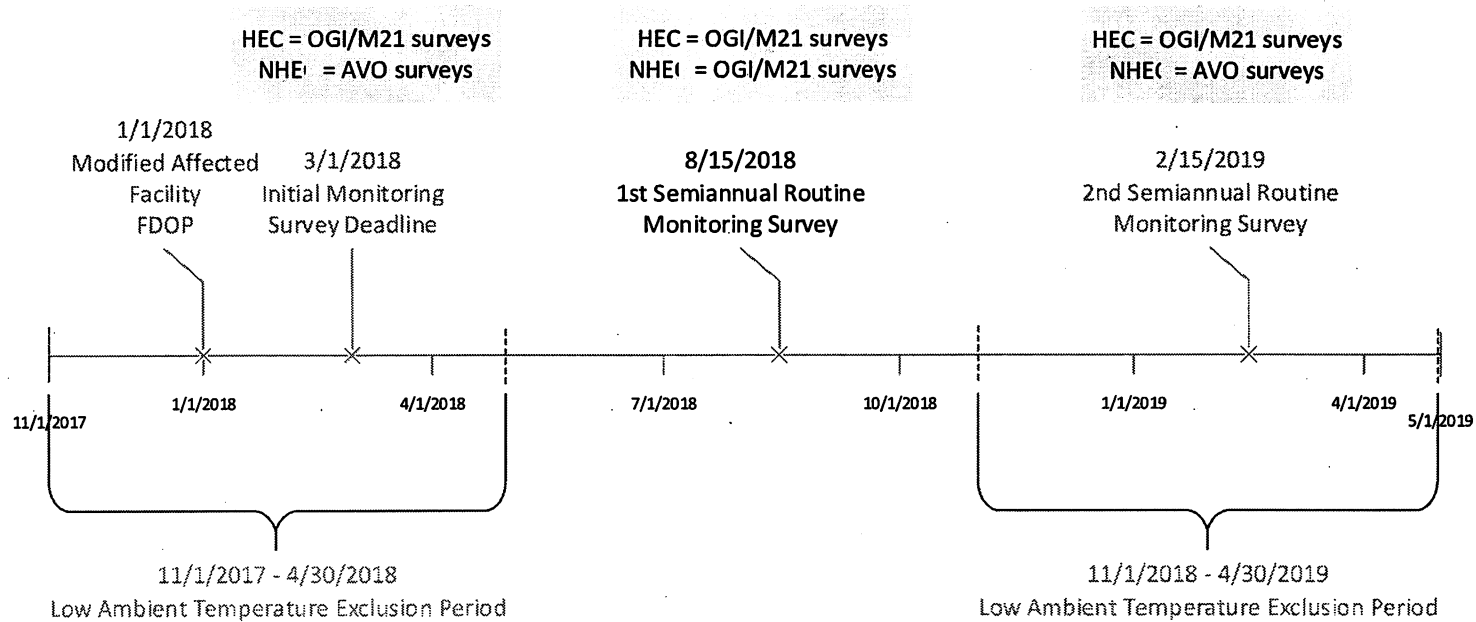 HEC = OGI/M21 surveys
NHEC = AVO surveys
HEC = OGI/M21 surveys
NHEC = OGI/M21 surveys
HEC = OGI/M21 surveys
NHEC = AVO surveys
1/1/2018
Modified Affected
Facility
FDOP
3/1/2018
Initial Monitoring
Survey Deadline
8/15/2018
1st Semiannual Routine
Monitoring Survey
2/15/2019
2nd Semiannual Routine
Monitoring Survey
11/1/2017
1/1/2018
4/1/2018
7/1/2018
10/1/2018
1/1/2019
4/1/2019
5/1/2019
11/1/2017 - 4/30/2018
Low Ambient Temperature Exclusion Period
11/1/2018 - 4/30/2019
Low Ambient Temperature Exclusion Period